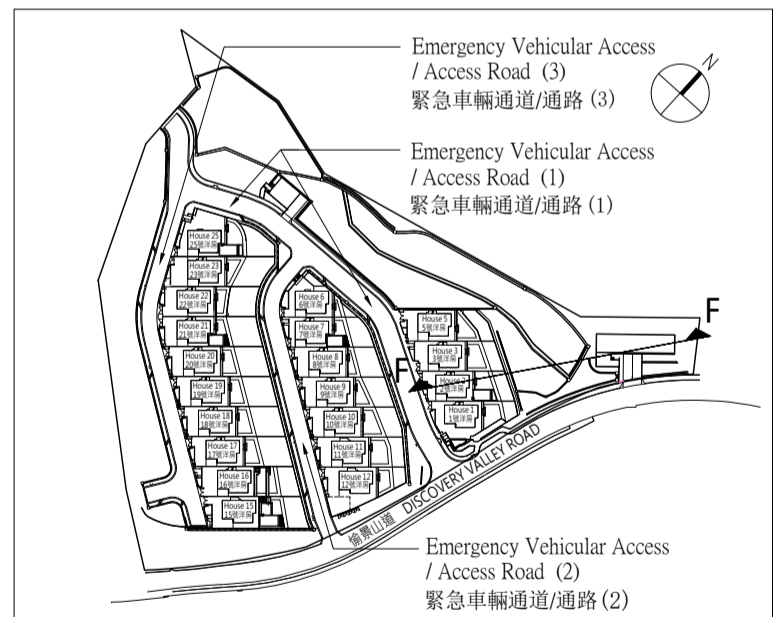 Emergency Vehicular Access
/ Access Road (3)
緊急車輛通道/通路 (3)
N
Emergency Vehicular Access
/ Access Road (1)
緊急車輛通道/通路 (1)
House 25
25號洋房
House 23
23號洋房
House 22
22號洋房
House 21
21號洋房
House 20
20號洋房
House 19
19號洋房
House 18
18號洋房
House 17
17號洋房
House 16
16號洋房
House 15
15號洋房
House 6
6號洋房
House 7
7號洋房
House 8
8號洋房
House 9
9號洋房
House 10
10號洋房
House 11
11號洋房
House 12
12號洋房
House 5
5號洋房
House 3
3號洋房
House 2
2號洋房
House 1
1號洋房
F
F
愉景山道 DISCOVERY VALLEY ROAD
Emergency Vehicular Access
/ Access Road (2)
緊急車輛通道/通路 (2)